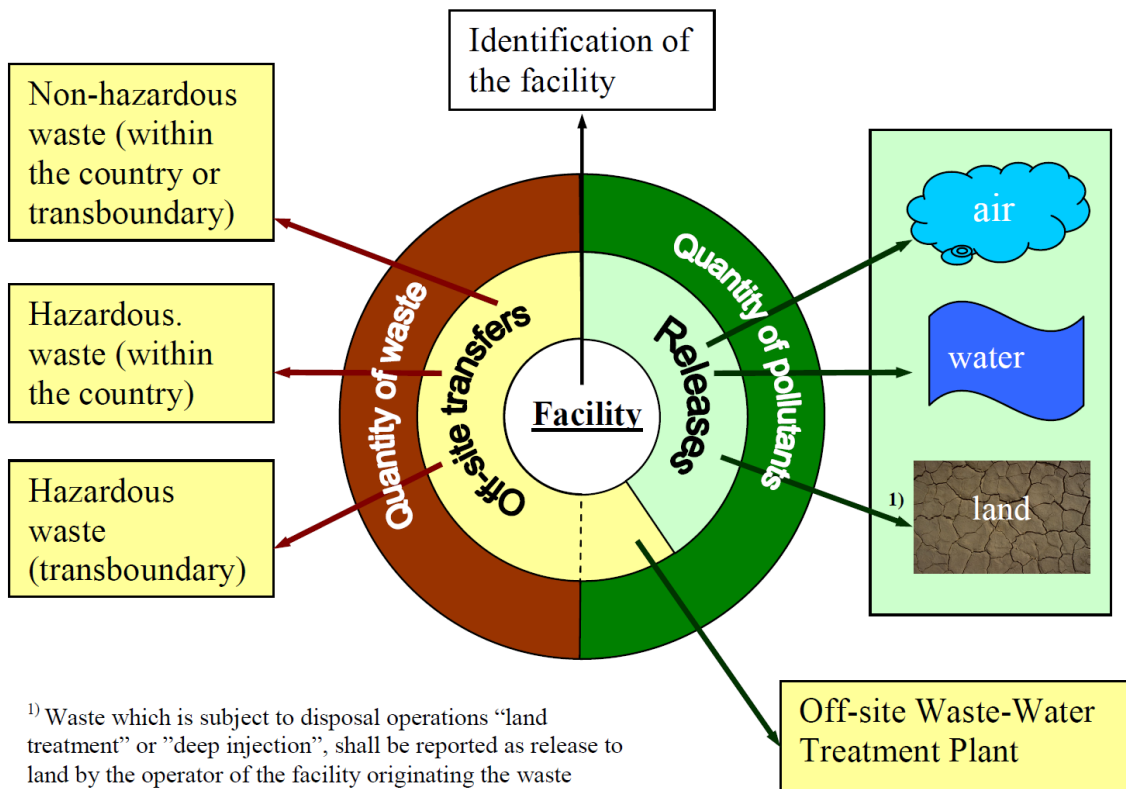 Identification of
the facility
Non-hazardous
waste (within
the country or
transboundary)
Hazardous.
waste (within
the country)
Hazardous
waste
(transboundary)
Quantity of waste
Off-site transfers
Facility
Releases
Quantity of pollutants
air
water
1)
land
Off-site Waste-Water
Treatment Plant
1) Waste which is subject to disposal operations “land
treatment” or ”deep injection”, shall be reported as release to
land by the operator of the facility originating the waste